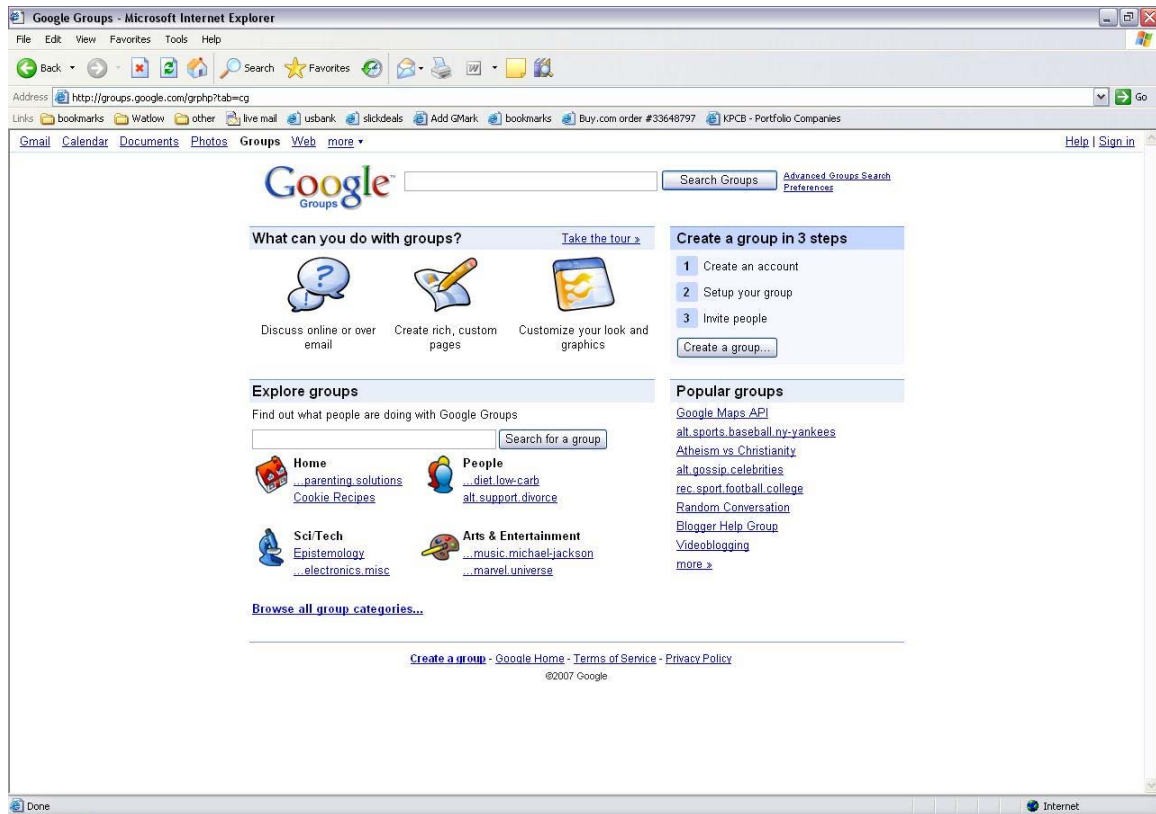 Google Groups - Microsoft Internet Explorer
File Edit View Favorites Tools Help
Back Search Favorites
Address http://groups.google.com/grphp?tab=cg Go
Links bookmarks Watlow other live mail usbank slickdeals Add GMark bookmarks Buy.com order #33648797 KPCB - Portfolio Companies
Gmail Calendar Documents Photos Groups Web more ▾ Help | Sign in
Google™ Groups Search Groups Advanced Groups Search
Preferences
What can you do with groups? Take the tour »
Discuss online or over email
Create rich, custom pages
Customize your look and graphics
Create a group in 3 steps
1 Create an account
2 Setup your group
3 Invite people
Create a group...
Explore groups
Find out what people are doing with Google Groups
Search for a group
Home
...parenting.solutions
Cookie Recipes
People
...diet.low-carb
alt.support.divorce
Sci/Tech
Epistemology
...electronics.misc
Arts & Entertainment
...music.michael-jackson
...marvel.universe
Browse all group categories...
Popular groups
Google Maps API
alt.sports.baseball.ny-yankees
Atheism vs Christianity
alt.gossip.celebrities
rec.sport.football.college
Random Conversation
Blogger Help Group
Videoblogging
more »
Create a group - Google Home - Terms of Service - Privacy Policy
©2007 Google
Done Internet